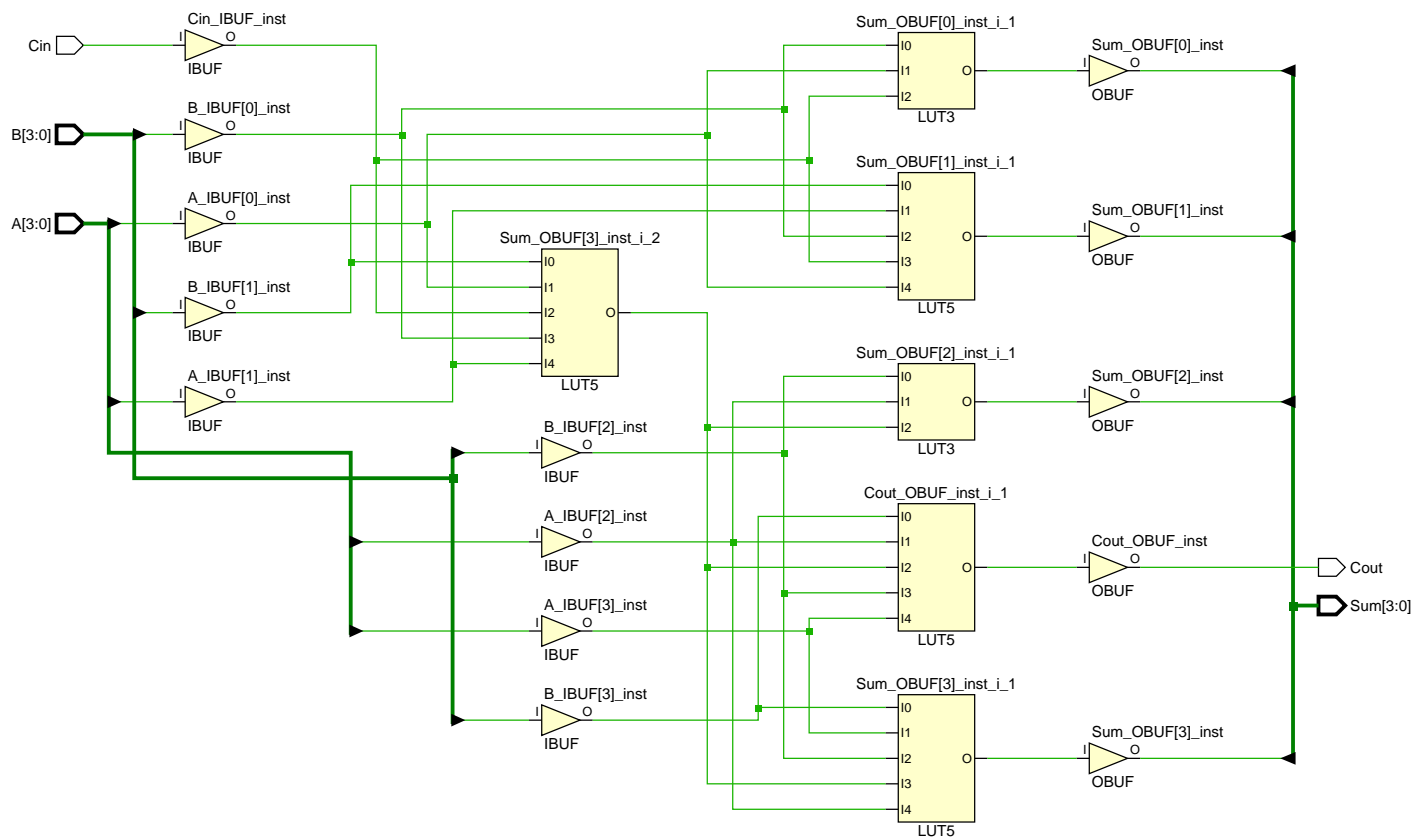 Cin
Cin_IBUF_inst
I
O
IBUF
B[3:0]
B_IBUF[0]_inst
I
O
IBUF
A[3:0]
A_IBUF[0]_inst
I
O
IBUF
B_IBUF[1]_inst
I
O
IBUF
A_IBUF[1]_inst
I
O
IBUF
Sum_OBUF[3]_inst_i_2
I0
I1
I2
I3
I4
O
LUT5
B_IBUF[2]_inst
I
O
IBUF
A_IBUF[2]_inst
I
O
IBUF
A_IBUF[3]_inst
I
O
IBUF
B_IBUF[3]_inst
I
O
IBUF
Sum_OBUF[0]_inst_i_1
I0
I1
I2
O
LUT3
Sum_OBUF[1]_inst_i_1
I0
I1
I2
I3
I4
O
LUT5
Sum_OBUF[2]_inst_i_1
I0
I1
I2
O
LUT3
Cout_OBUF_inst_i_1
I0
I1
I2
I3
I4
O
LUT5
Sum_OBUF[3]_inst_i_1
I0
I1
I2
I3
I4
O
LUT5
Sum_OBUF[0]_inst
I
O
OBUF
Sum_OBUF[1]_inst
I
O
OBUF
Sum_OBUF[2]_inst
I
O
OBUF
Cout_OBUF_inst
I
O
OBUF
Sum_OBUF[3]_inst
I
O
OBUF
Cout
Sum[3:0]